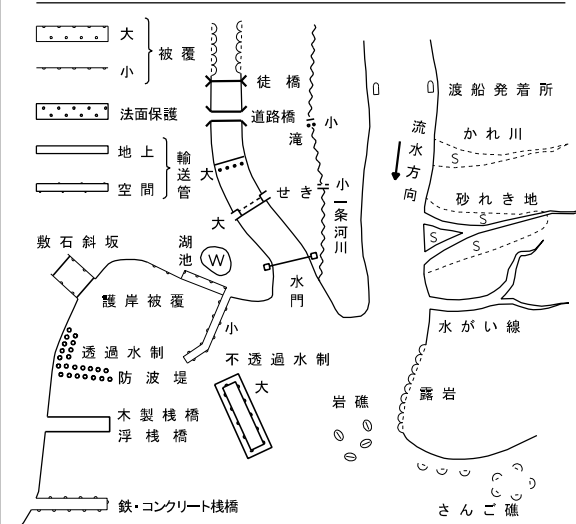 大
小
被覆
法面保護
地上
空間
輸送管
徒橋
道路橋
大
小
滝
せき
小
大
一条河川
水門
流水方向
渡船発着所
かれ川
S
砂れき地
S
S
S
敷石斜坂
湖池
W
護岸被覆
小
透過水制
防波堤
不透過水制
大
木製桟橋
浮桟橋
鉄・コンクリート桟橋
岩礁
水がい線
露岩
さんご礁